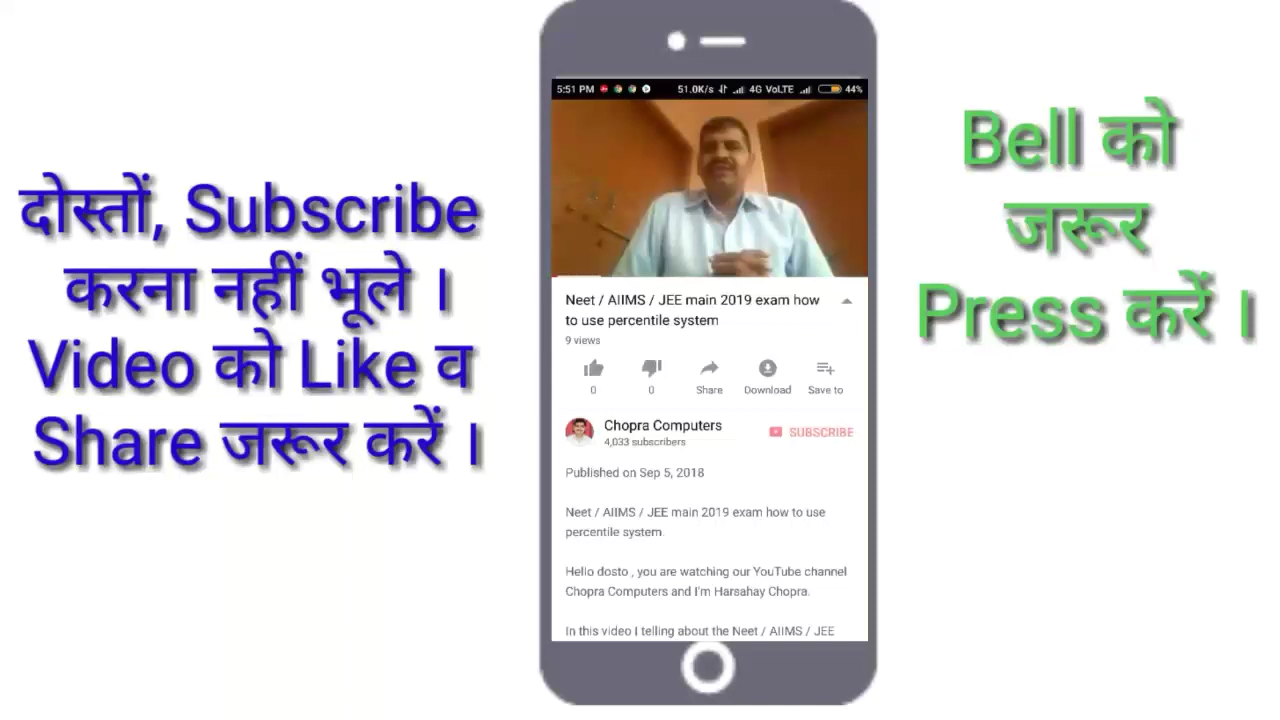 दोस्तों, Subscribe
करना नहीं भूले ।
Video को Like व
Share जरूर करें ।
5:51 PM 51.0K/s 4G VoLTE 44%
Neet / AIIMS / JEE main 2019 exam how
to use percentile system
9 views
0 0 Share Download Save to
Chopra Computers
4,033 subscribers
SUBSCRIBE
Published on Sep 5, 2018
Neet / AIIMS / JEE main 2019 exam how to use
percentile system.
Hello dosto , you are watching our YouTube channel
Chopra Computers and I'm Harsahay Chopra.
In this video I telling about the Neet / AIIMS / JEE
Bell को
जरूर
Press करें ।